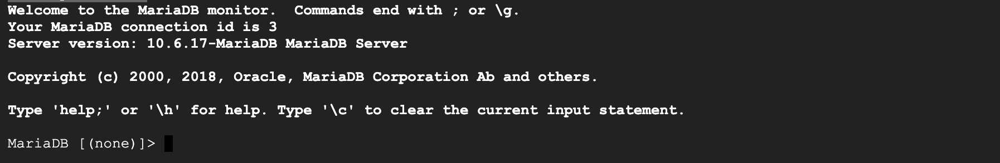 Welcome to the MariaDB monitor.  Commands end with ; or \g.
Your MariaDB connection id is 3
Server version: 10.6.17-MariaDB MariaDB Server
Copyright (c) 2000, 2018, Oracle, MariaDB Corporation Ab and others.
Type 'help;' or '\h' for help. Type '\c' to clear the current input statement.
MariaDB [(none)]>